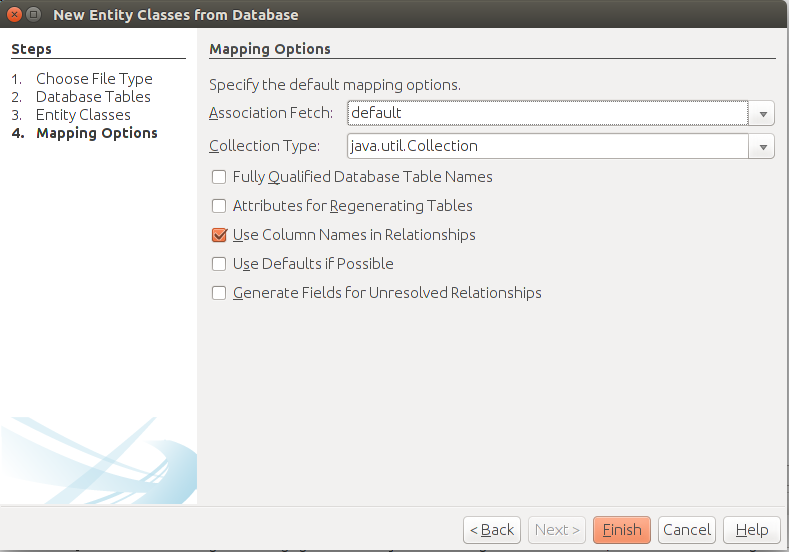 New Entity Classes from Database
Steps
1. Choose File Type
2. Database Tables
3. Entity Classes
4. Mapping Options
Mapping Options
Specify the default mapping options.
Association Fetch: default
Collection Type: java.util.Collection
Fully Qualified Database Table Names
Attributes for Regenerating Tables
Use Column Names in Relationships
Use Defaults if Possible
Generate Fields for Unresolved Relationships
< Back Next > Finish Cancel Help